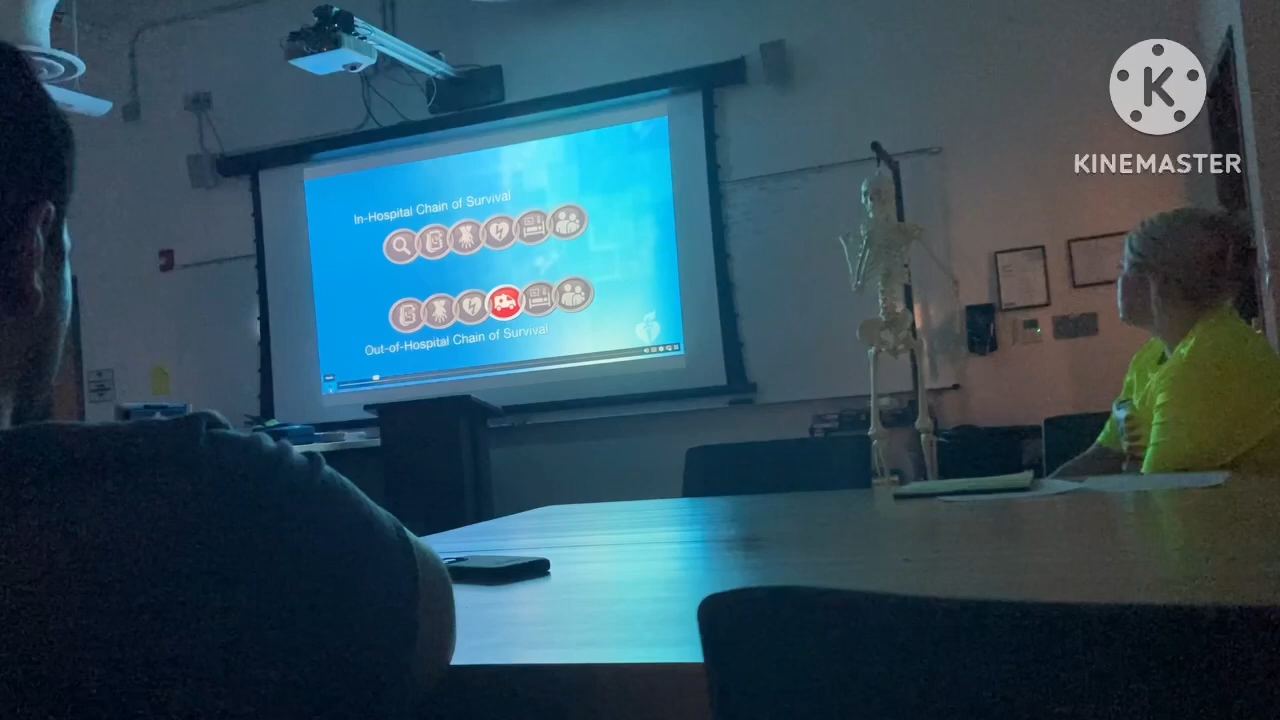 KINEMASTER
In-Hospital Chain of Survival
Out-of-Hospital Chain of Survival